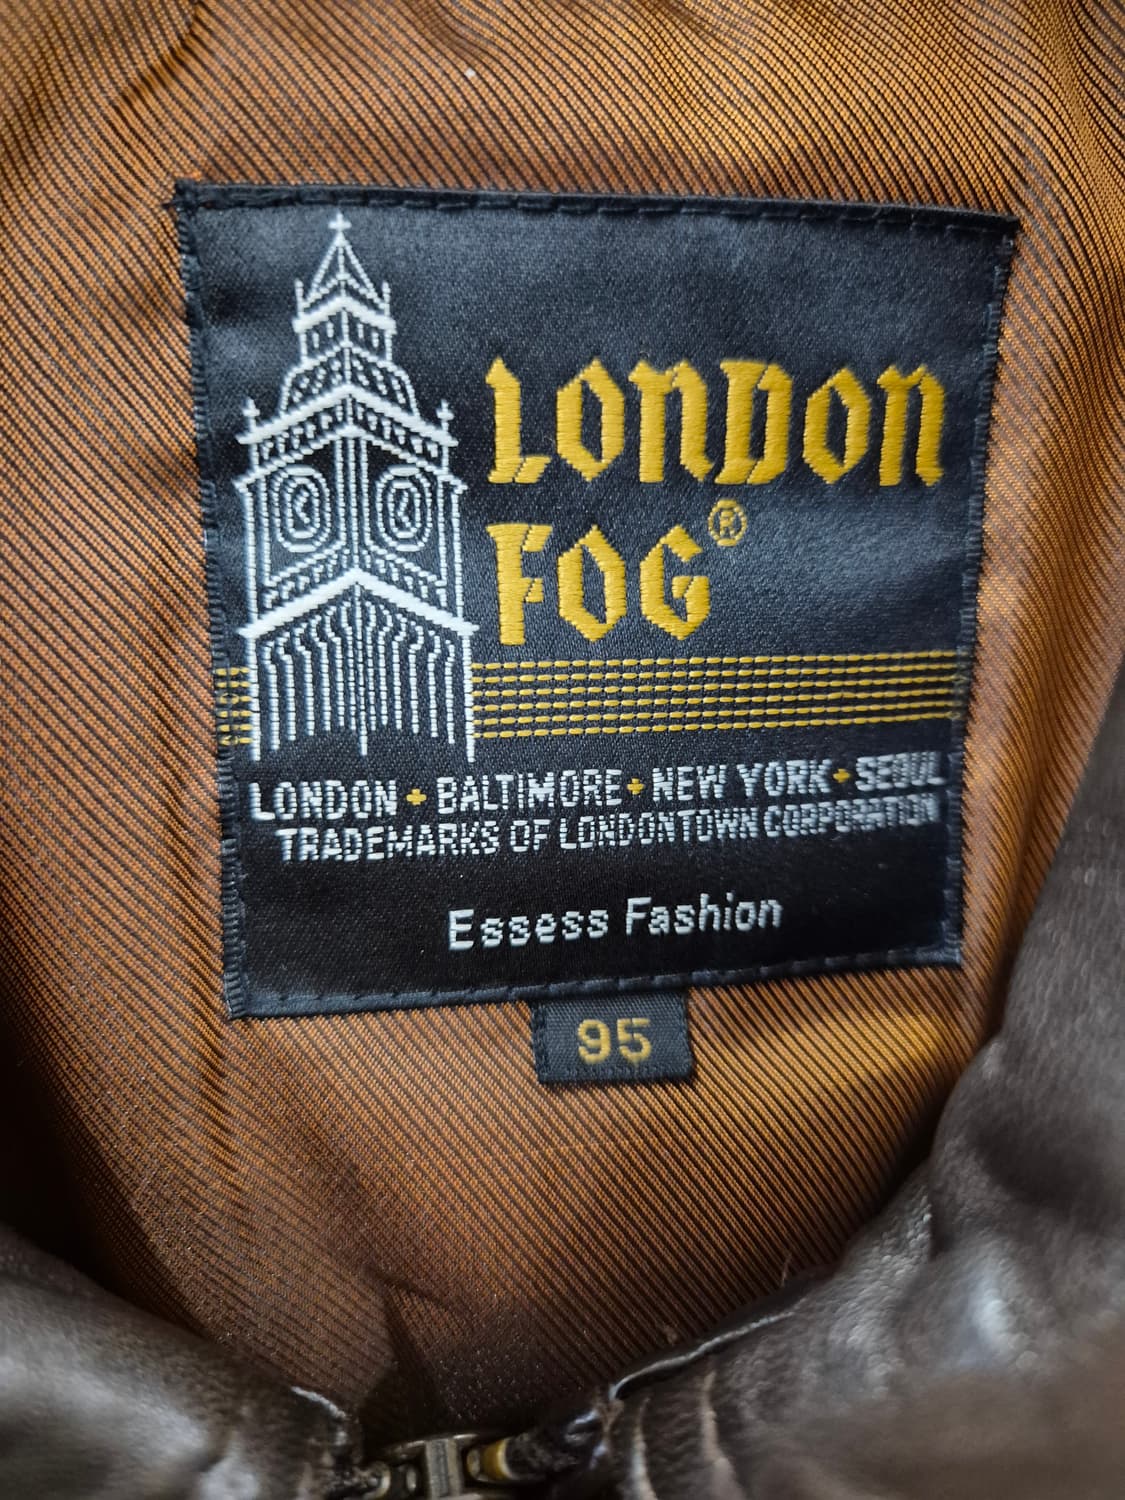 LONDON
FOG®
LONDON + BALTIMORE + NEW YORK + SEOUL
TRADEMARKS OF LONDONTOWN CORPORATION
Essess Fashion
95